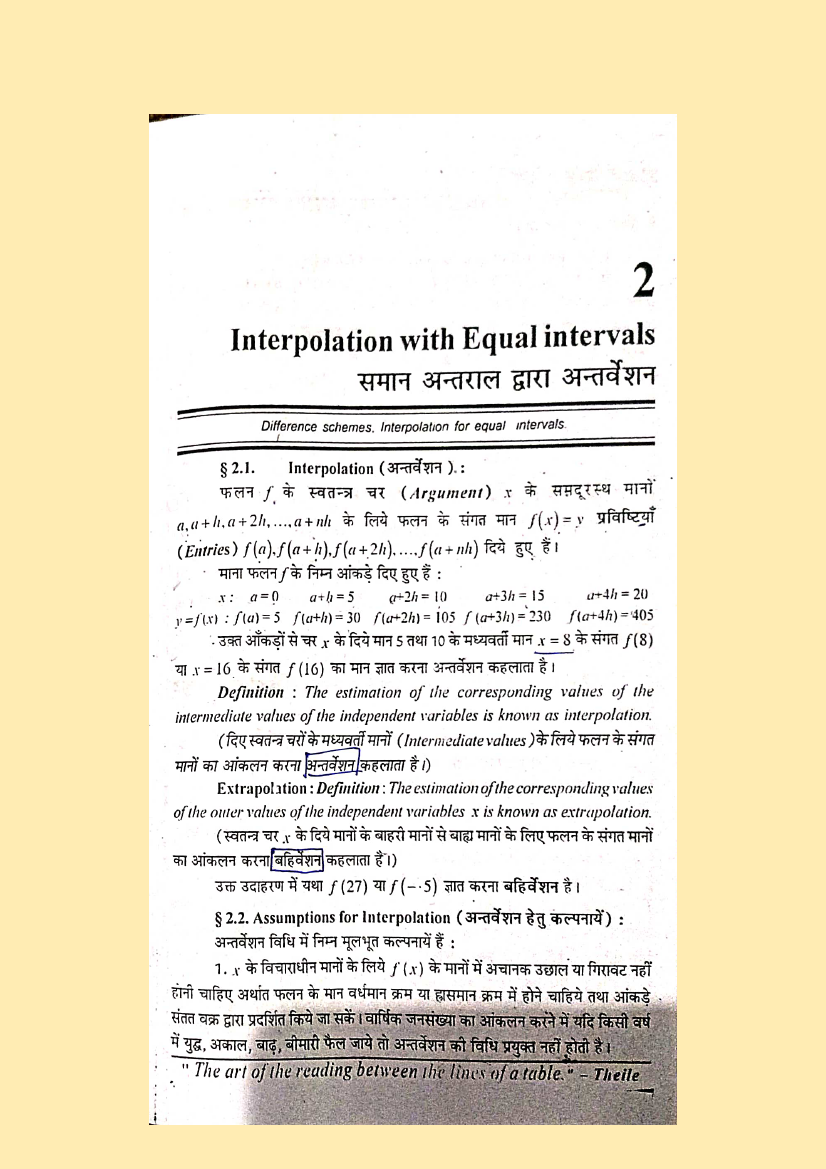 2
Interpolation with Equal intervals
समान अन्तराल द्वारा अन्तर्वेशन
Difference schemes, Interpolation for equal intervals.
§ 2.1. Interpolation (अन्तर्वेशन ). :
फलन f के स्वतन्त्र चर (Argument) x के समदूरस्थ मानों
a, a + h, a + 2h, ..., a + nh के लिये फलन के संगत मान f(x) = y प्रविष्टियाँ
(Entries) f(a), f(a + h), f(a + 2h), ..., f(a + nh) दिये हुए हैं।
माना फलन f के निम्न आंकड़े दिए हुए हैं :
x : a = 0 a+h = 5 a+2h = 10 a+3h = 15 a+4h = 20
y = f(x) : f(a) = 5 f(a+h) = 30 f(a+2h) = 105 f (a+3h) = 230 f(a+4h) = 405
उक्त आँकड़ों से चर x के दिये मान 5 तथा 10 के मध्यवर्ती मान x = 8 के संगत f(8)
या x = 16 के संगत f (16) का मान ज्ञात करना अन्तर्वेशन कहलाता है।
Definition : The estimation of the corresponding values of the
intermediate values of the independent variables is known as interpolation.
(दिए स्वतन्त्र चरों के मध्यवर्ती मानों (Intermediate values) के लिये फलन के संगत
मानों का आंकलन करना अन्तर्वेशन कहलाता है।)
Extrapolation : Definition : The estimation of the corresponding values
of the outer values of the independent variables x is known as extrapolation.
(स्वतन्त्र चर x के दिये मानों के बाहरी मानों से बाह्य मानों के लिए फलन के संगत मानों
का आंकलन करना बहिर्वेशन कहलाता है।)
उक्त उदाहरण में यथा f (27) या f (– ·5) ज्ञात करना बहिर्वेशन है।
§ 2.2. Assumptions for Interpolation (अन्तर्वेशन हेतु कल्पनायें) :
अन्तर्वेशन विधि में निम्न मूलभूत कल्पनायें हैं :
1. x के विचाराधीन मानों के लिये f (x) के मानों में अचानक उछाल या गिरावट नहीं
होनी चाहिए अर्थात फलन के मान वर्धमान क्रम या ह्रासमान क्रम में होने चाहिये तथा आंकड़े
संतत वक्र द्वारा प्रदर्शित किये जा सकें। वार्षिक जनसंख्या का आंकलन करने में यदि किसी वर्ष
में युद्ध, अकाल, बाढ़, बीमारी फैल जाये तो अन्तर्वेशन की विधि प्रयुक्त नहीं होती है।
" The art of the reading between the lines of a table." – Theile